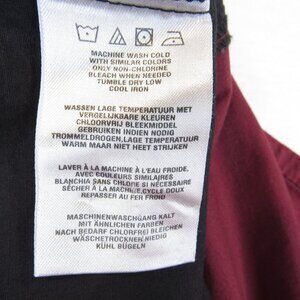 MACHINE WASH COLD
WITH SIMILAR COLORS
ONLY NON-CHLORINE
BLEACH WHEN NEEDED
TUMBLE DRY LOW
COOL IRON
WASSEN LAGE TEMPERATUUR MET
VERGELIJKBARE KLEUREN
CHLOORVRIJ BLEEKMIDDEL
GEBRUIKEN INDIEN NODIG
TROMMELDROGEN, LAGE TEMPERATUUR
WARM MAAR NIET HEET STRIJKEN
LAVER À LA MACHINE À L'EAU FROIDE,
AVEC COULEURS SIMILAIRES
BLANCHIA SANS CHLORE SI NÉCESSAIRE
SÉCHER À LA MACHINE, CYCLE DOUX
REPASSER AU FER FROID
MASCHINENWASCHGANG KALT
MIT ÄHNLICHEN FARBEN
NACH BEDARF CHLORFREI BLEICHEN
WÄSCHETROCKNEN NIEDRIG
KÜHL BÜGELN